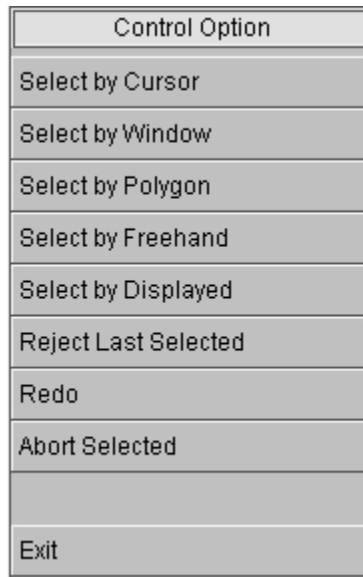 Control Option
Select by Cursor
Select by Window
Select by Polygon
Select by Freehand
Select by Displayed
Reject Last Selected
Redo
Abort Selected
Exit